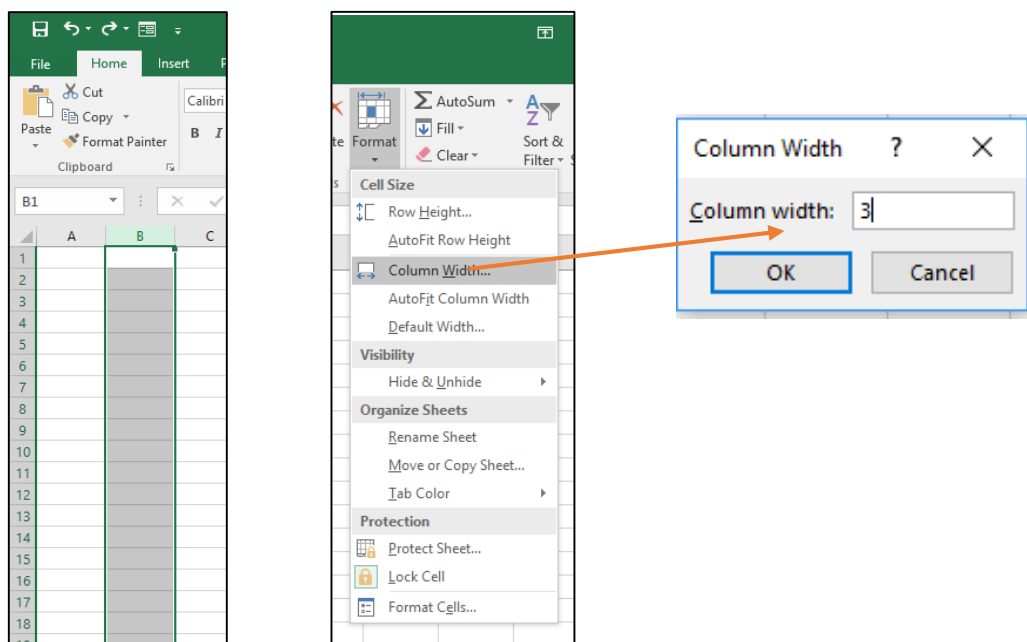 File Home Insert
Cut
Copy
Format Painter
Paste
Clipboard
Calibri
B I
B1
A B C
1
2
3
4
5
6
7
8
9
10
11
12
13
14
15
16
17
18
AutoSum
Fill
Clear
Format
Sort &
Filter
Cell Size
Row Height...
AutoFit Row Height
Column Width...
AutoFit Column Width
Default Width...
Visibility
Hide & Unhide
Organize Sheets
Rename Sheet
Move or Copy Sheet...
Tab Color
Protection
Protect Sheet...
Lock Cell
Format Cells...
Column Width ?
Column width: 3
OK Cancel